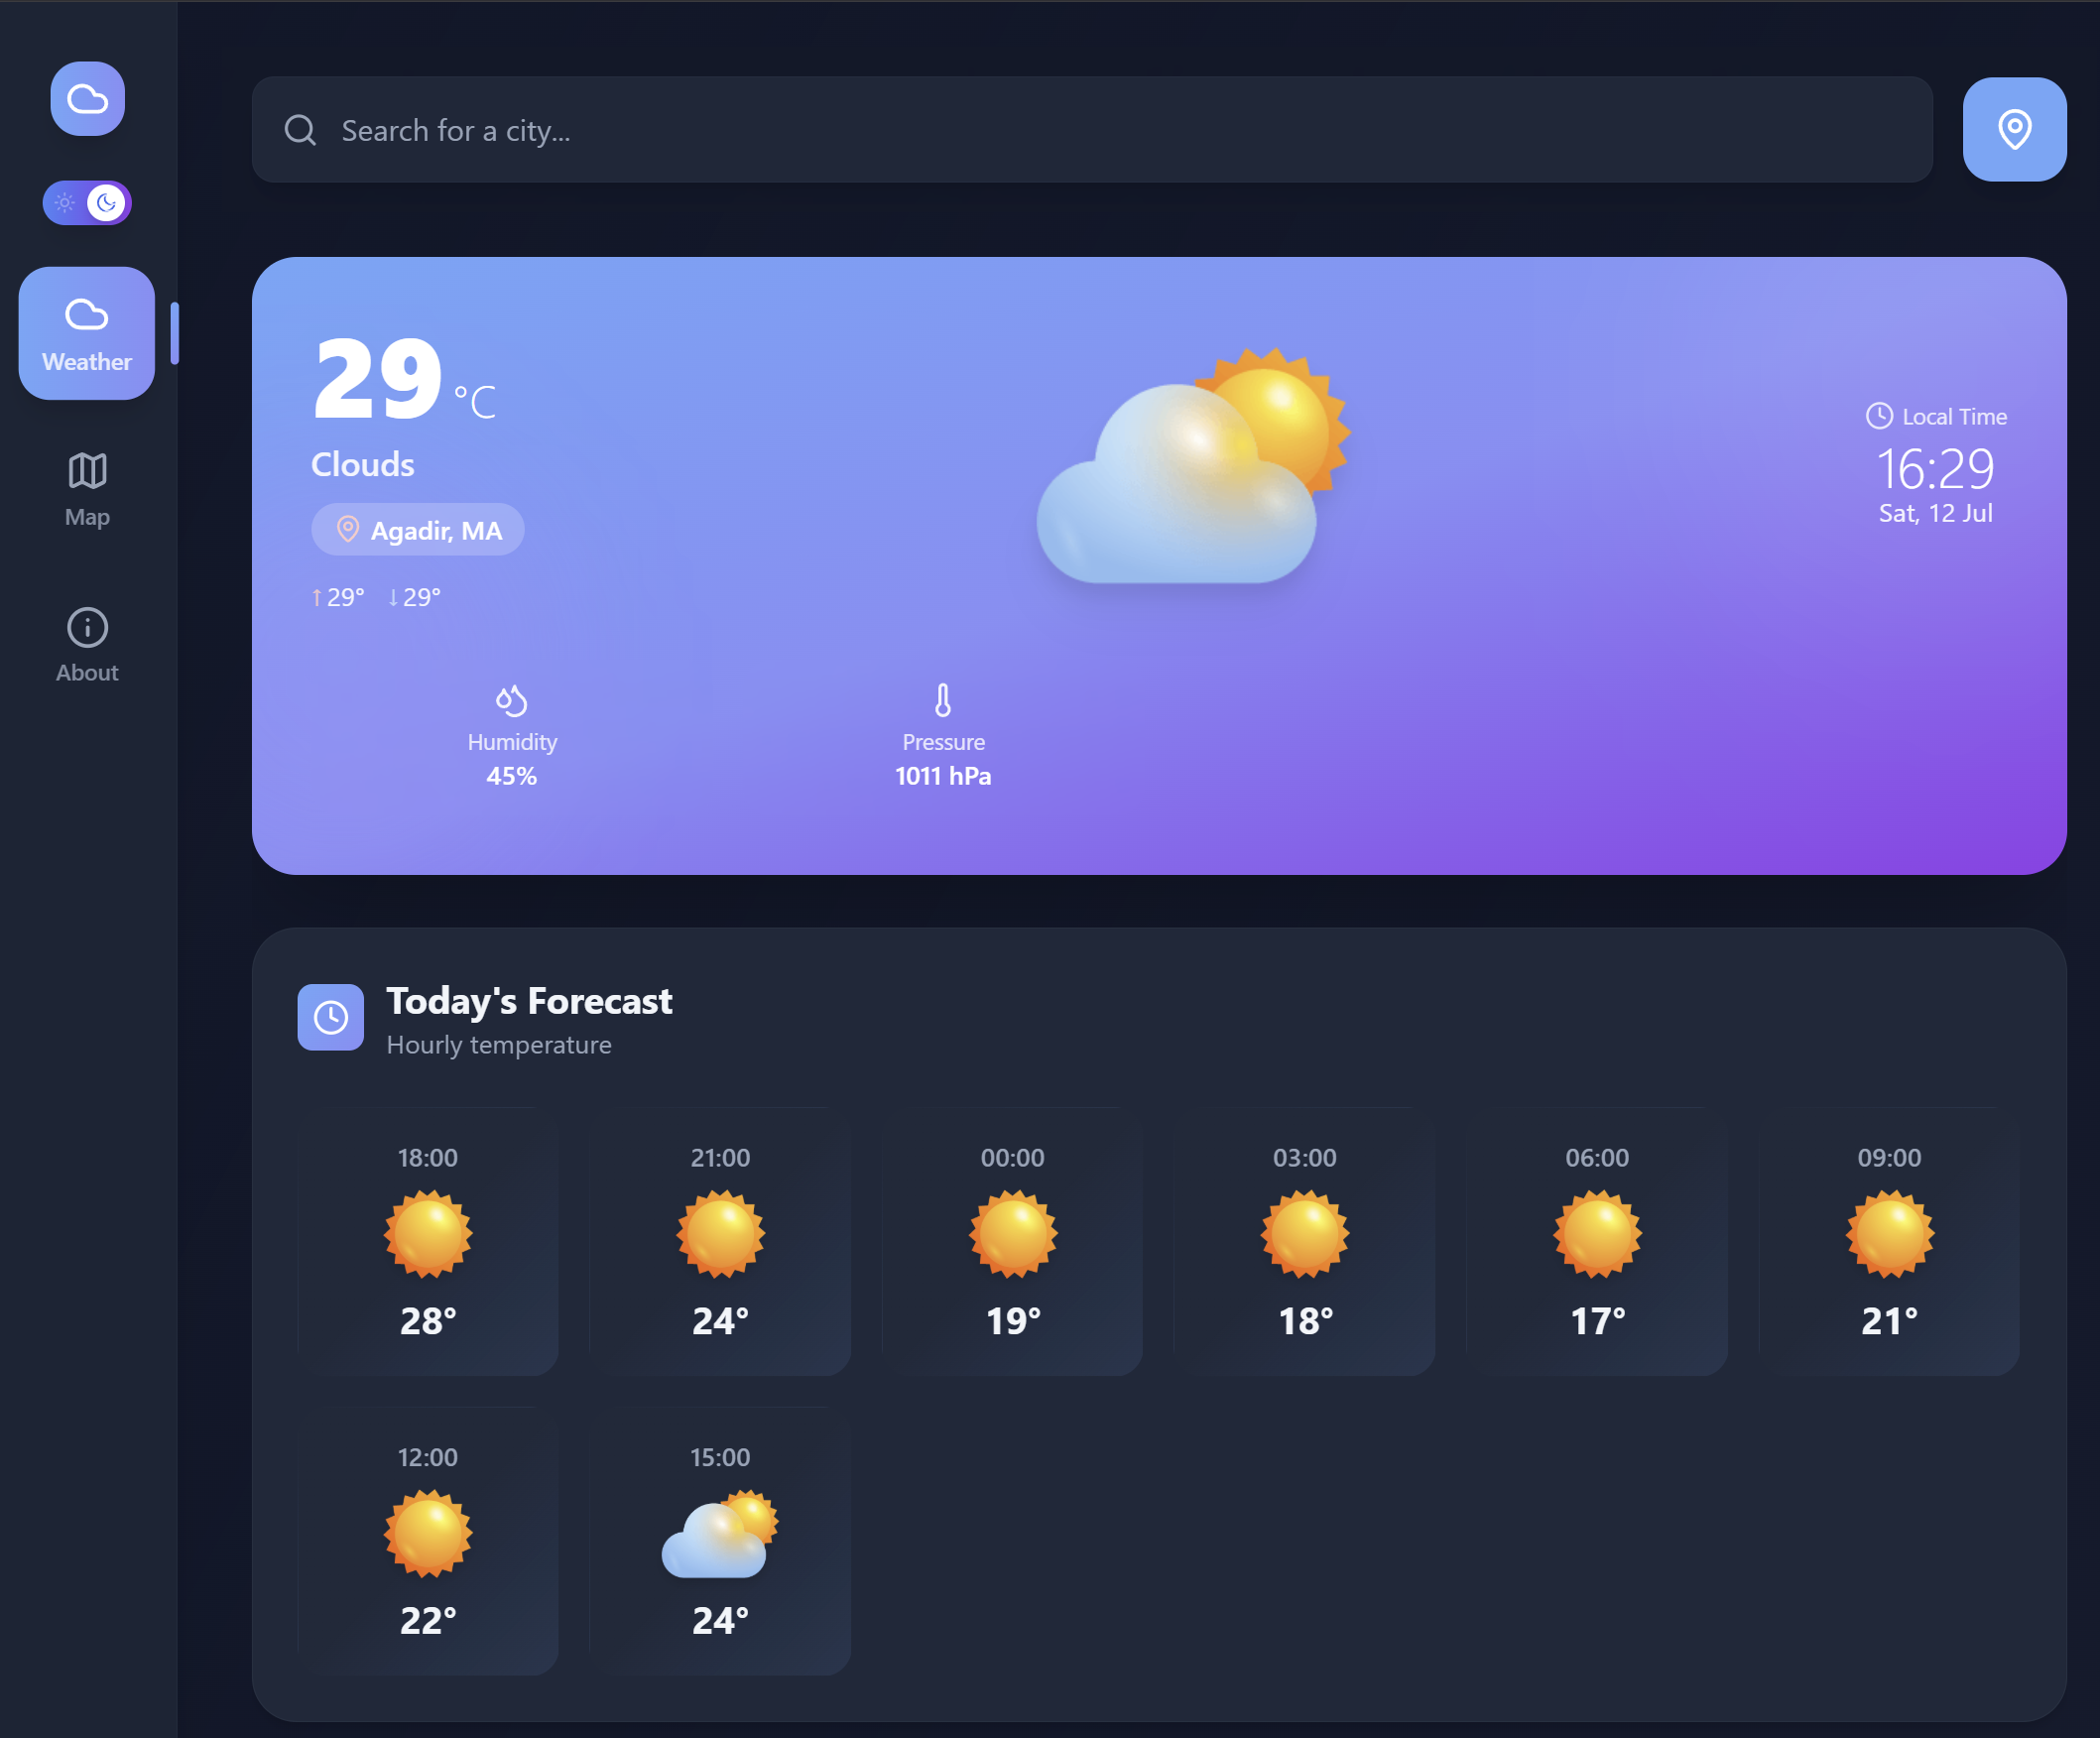 Search for a city...
Weather
Map
About
29 °C
Clouds
Agadir, MA
↑29° ↓29°
Local Time
16:29
Sat, 12 Jul
Humidity
45%
Pressure
1011 hPa
Today's Forecast
Hourly temperature
18:00 21:00 00:00 03:00 06:00 09:00
28° 24° 19° 18° 17° 21°
12:00 15:00
22° 24°